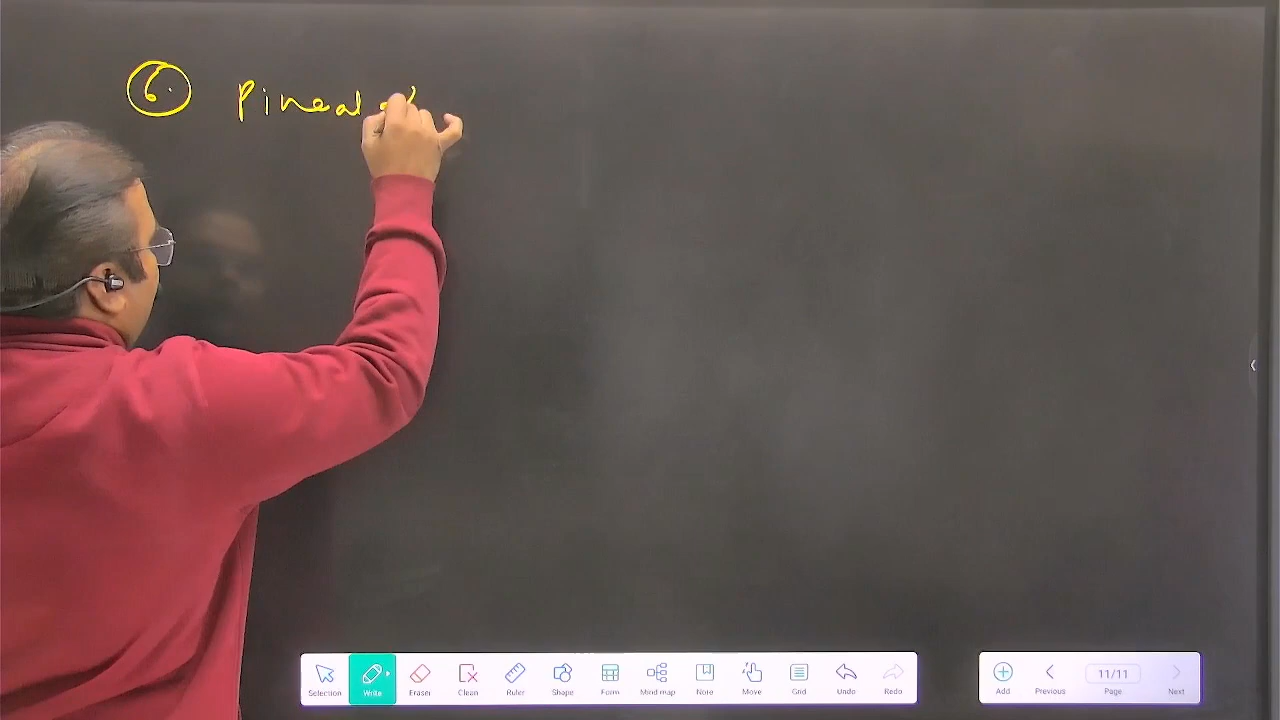 6. Pineal
Selection Write Eraser Clean Ruler Shape Form Mind map Note Move Grid Undo Redo
11/11
Add Previous Page Next